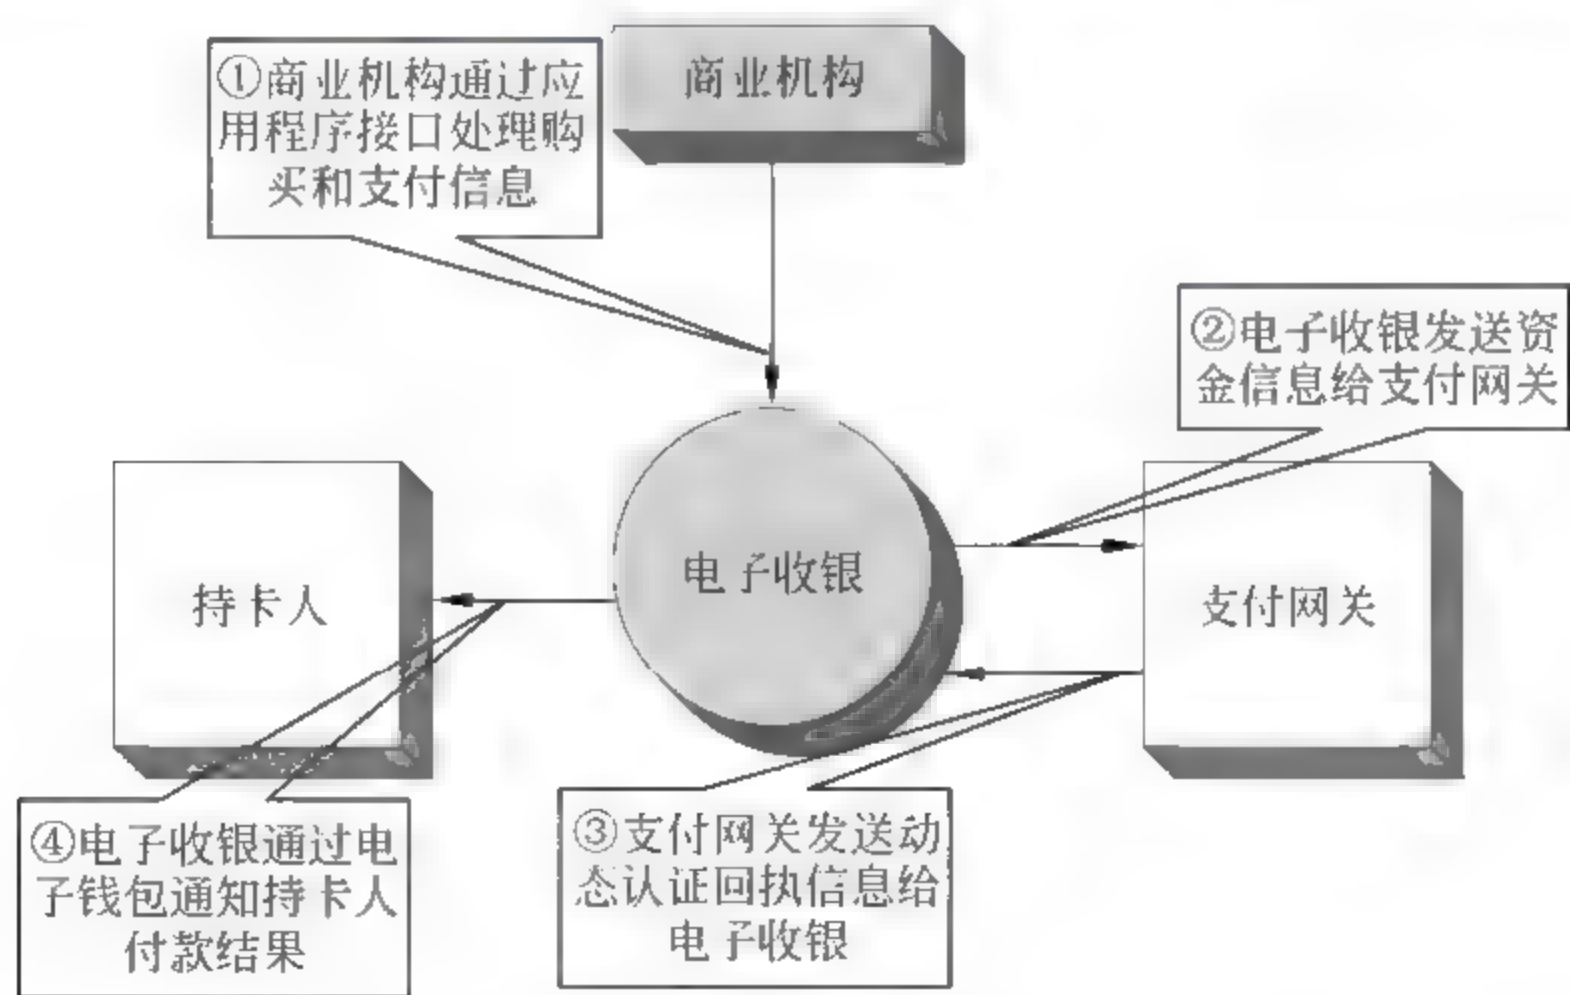 商业机构
①商业机构通过应
用程序接口处理购
买和支付信息
②电子收银发送资
金信息给支付网关
持卡人
电子收银
支付网关
④电子收银通过电
子钱包通知持卡人
付款结果
③支付网关发送动
态认证回执信息给
电子收银